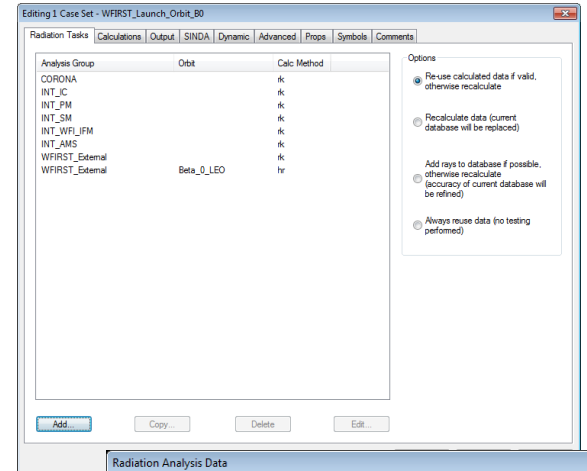 Editing 1 Case Set - WFIRST_Launch_Orbit_B0
Radiation Tasks Calculations Output SINDA Dynamic Advanced Props Symbols Comments
Analysis Group Orbit Calc Method
CORONA rk
INT_IC rk
INT_PM rk
INT_SM rk
INT_WFI_IFM rk
INT_AMS rk
WFIRST_External rk
WFIRST_External Beta_0_LEO hr
Options
Re-use calculated data if valid,
otherwise recalculate
Recalculate data (current
database will be replaced)
Add rays to database if possible,
otherwise recalculate
(accuracy of current database will
be refined)
Always reuse data (no testing
performed)
Add... Copy... Delete Edit...
Radiation Analysis Data